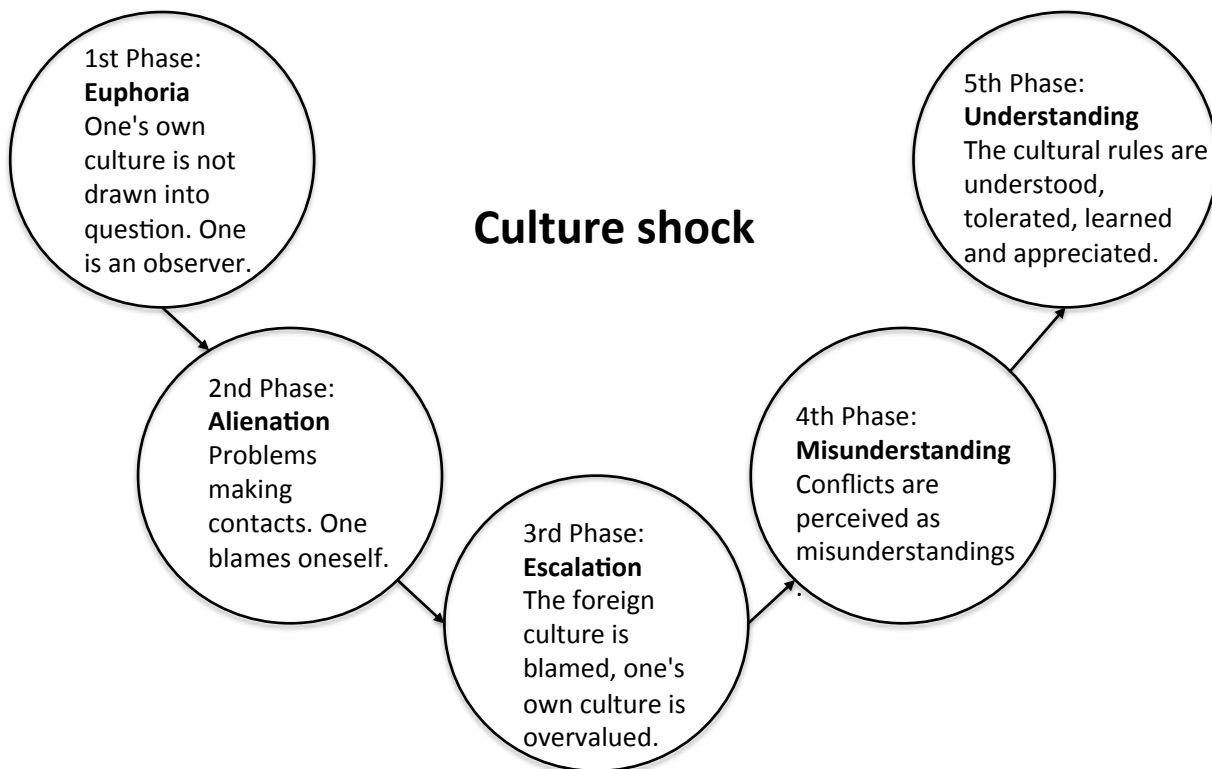 Culture shock
1st Phase:
Euphoria
One's own
culture is not
drawn into
question. One
is an observer.
2nd Phase:
Alienation
Problems
making
contacts. One
blames oneself.
3rd Phase:
Escalation
The foreign
culture is
blamed, one's
own culture is
overvalued.
4th Phase:
Misunderstanding
Conflicts are
perceived as
misunderstandings
.
5th Phase:
Understanding
The cultural rules are
understood,
tolerated, learned
and appreciated.